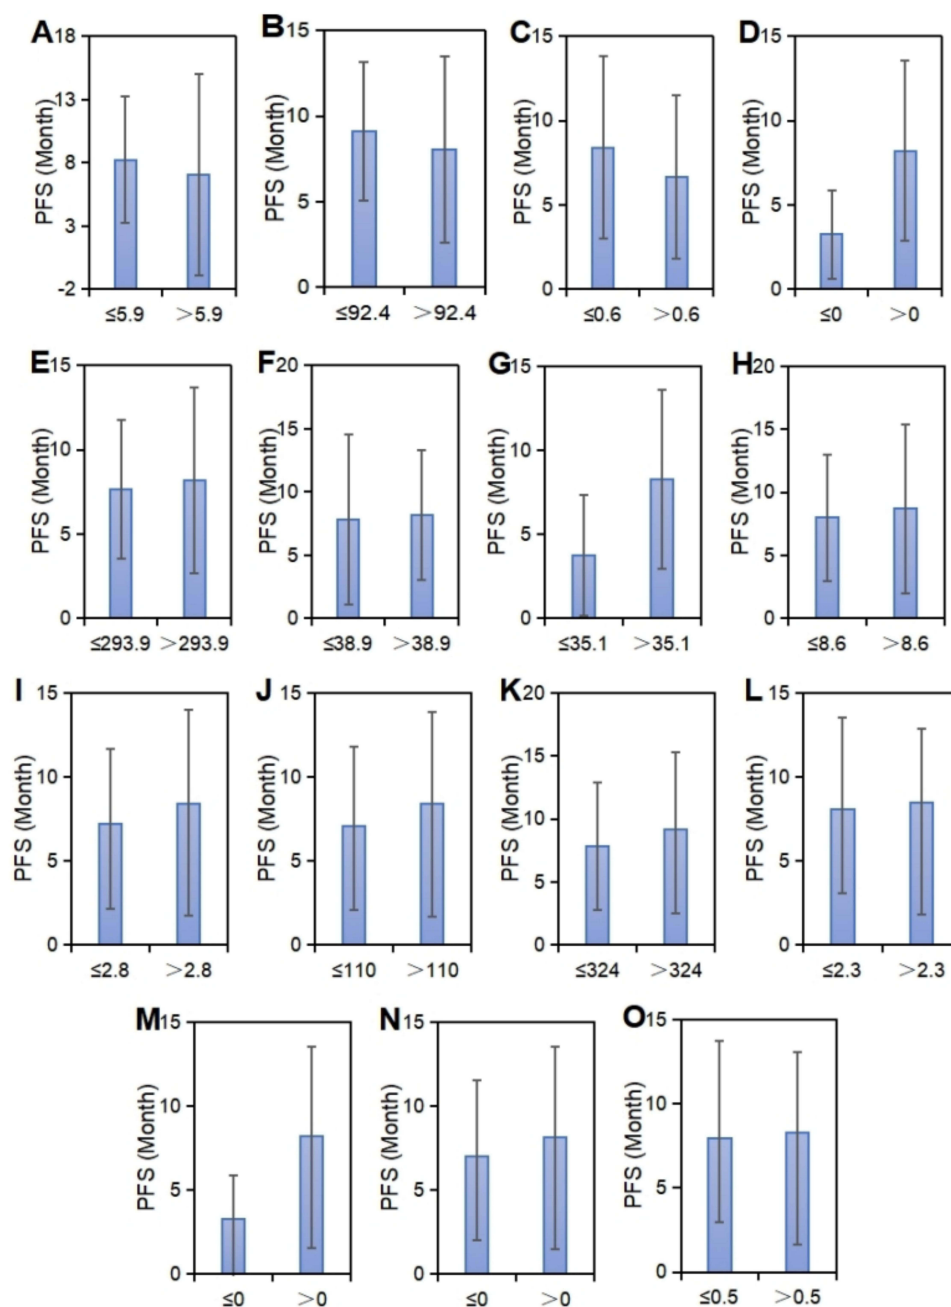 A B C D
18 15 15 15
13 10 10 10
8 5 5 5
3 0 0 0
-2
PFS (Month) PFS (Month) PFS (Month) PFS (Month)
≤5.9 >5.9 ≤92.4 >92.4 ≤0.6 >0.6 ≤0 >0
E F G H
15 20 15 20
10 15 10 15
5 10 5 10
0 5 0 5
0 0
PFS (Month) PFS (Month) PFS (Month) PFS (Month)
≤293.9 >293.9 ≤38.9 >38.9 ≤35.1 >35.1 ≤8.6 >8.6
I J K L
15 15 20 15
10 10 15 10
5 5 10 5
0 0 5 0
0
PFS (Month) PFS (Month) PFS (Month) PFS (Month)
≤2.8 >2.8 ≤110 >110 ≤324 >324 ≤2.3 >2.3
M N O
15 15 15
10 10 10
5 5 5
0 0 0
PFS (Month) PFS (Month) PFS (Month)
≤0 >0 ≤0 >0 ≤0.5 >0.5